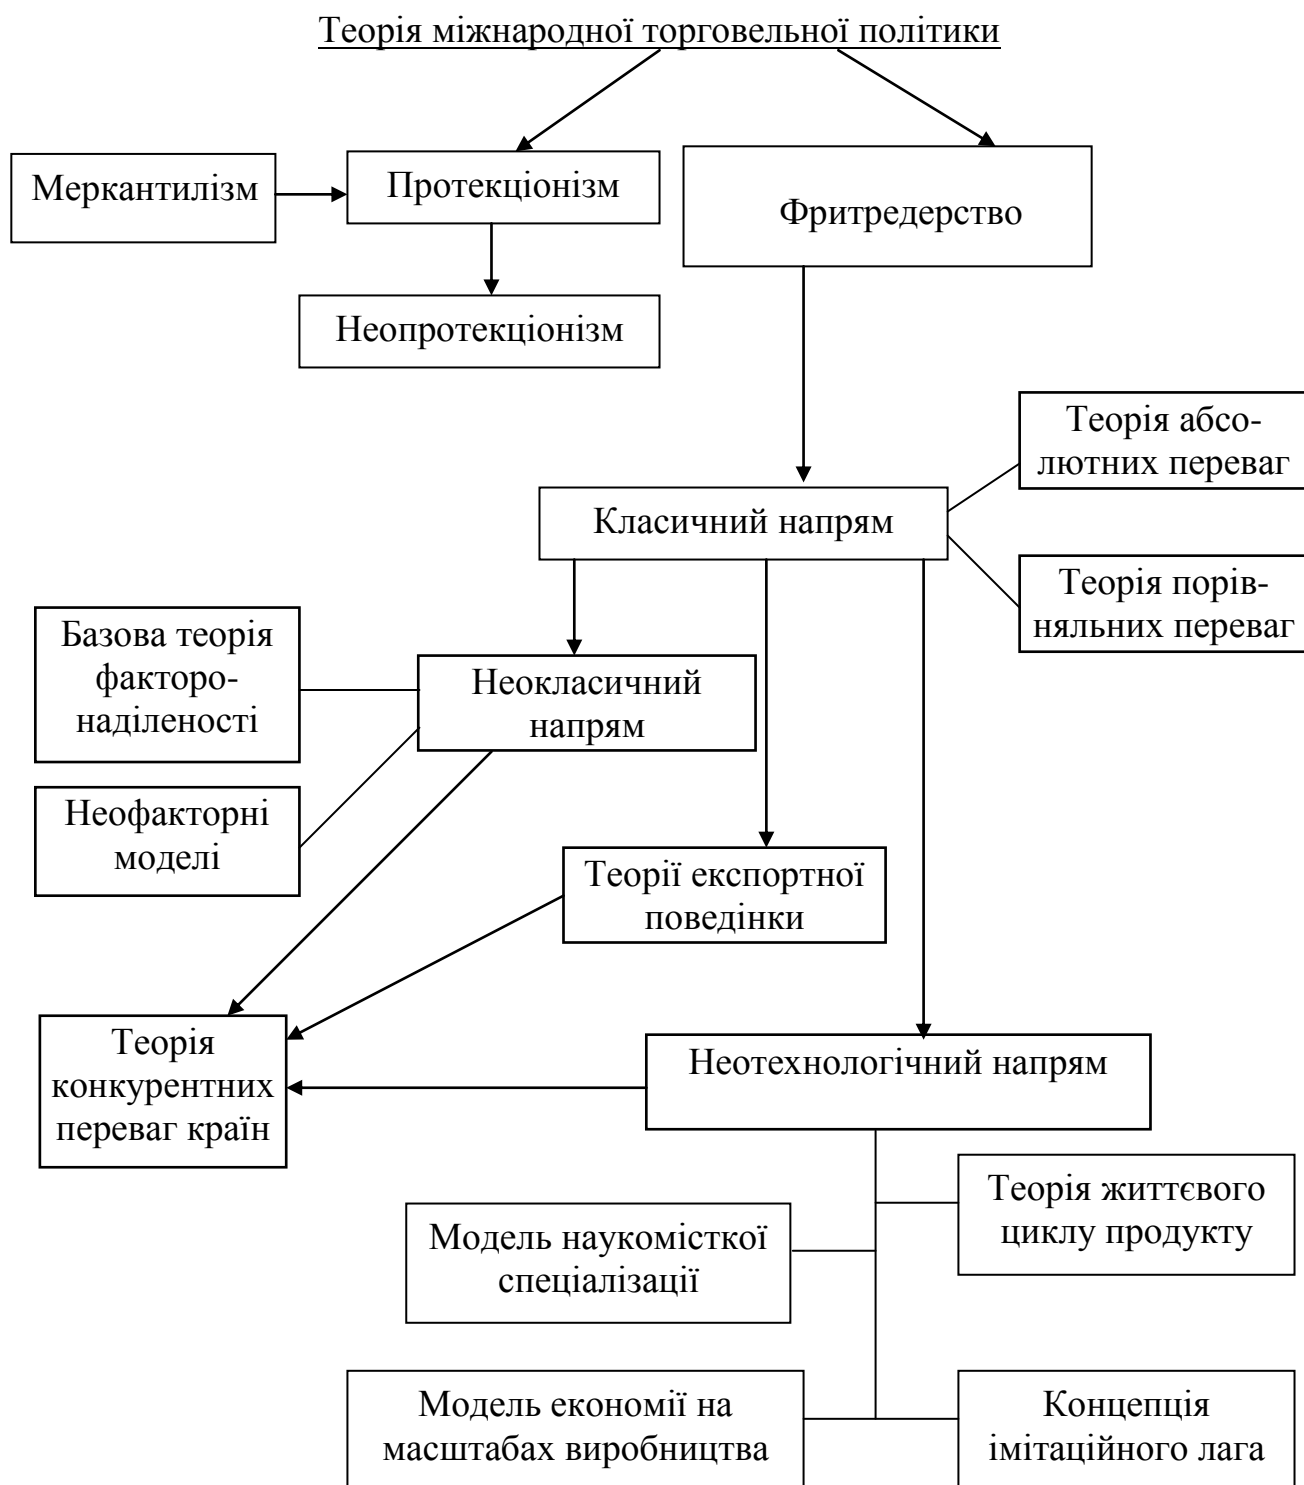 Теорія міжнародної торговельної політики
Меркантилізм
Протекціонізм
Фритредерство
Неопротекціонізм
Теорія абсо-
лютних переваг
Класичний напрям
Теорія порів-
няльних переваг
Базова теорія
факторо-
наділеності
Неокласичний
напрям
Неофакторні
моделі
Теорії експортної
поведінки
Теорія
конкурентних
переваг країн
Неотехнологічний напрям
Теорія життєвого
циклу продукту
Модель наукомісткої
спеціалізації
Модель економії на
масштабах виробництва
Концепція
імітаційного лага